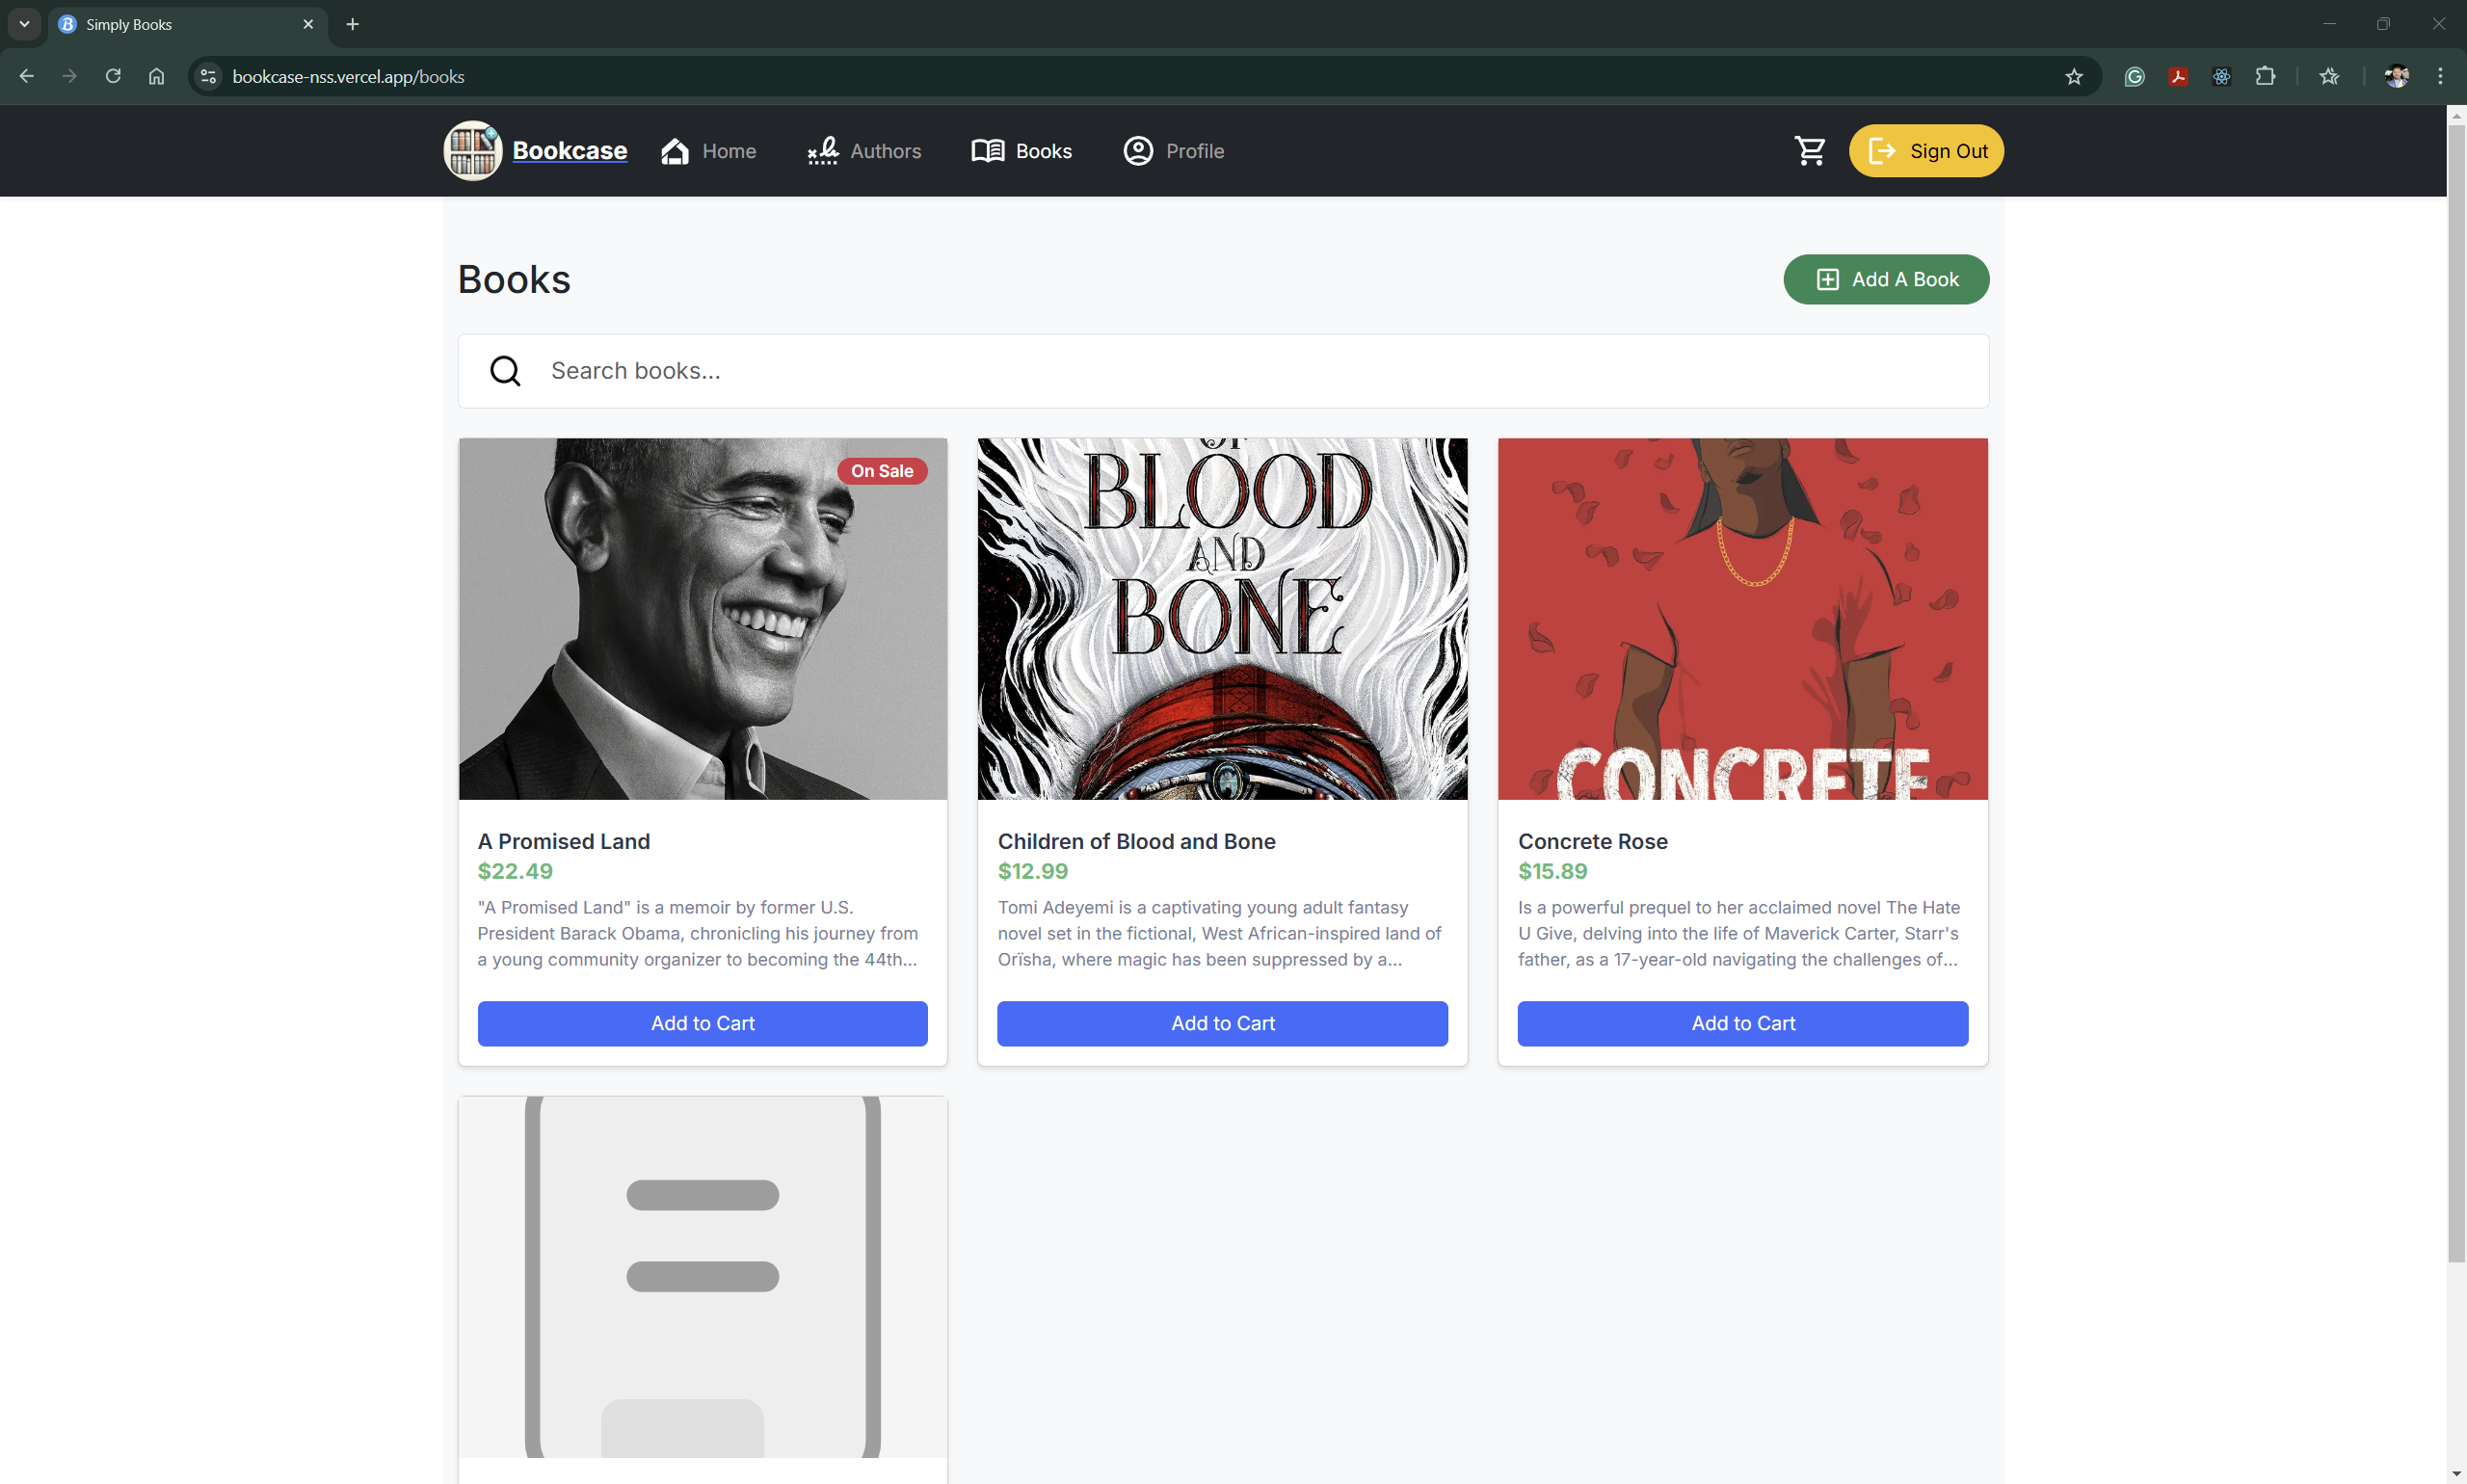 Simply Books
bookcase-nss.vercel.app/books
Bookcase
Home
Authors
Books
Profile
Sign Out
Books
Add A Book
Search books...
On Sale
BLOOD
AND
BONE
CONCRETE
A Promised Land
$22.49
"A Promised Land" is a memoir by former U.S.
President Barack Obama, chronicling his journey from
a young community organizer to becoming the 44th...
Add to Cart
Children of Blood and Bone
$12.99
Tomi Adeyemi is a captivating young adult fantasy
novel set in the fictional, West African-inspired land of
Orïsha, where magic has been suppressed by a...
Add to Cart
Concrete Rose
$15.89
Is a powerful prequel to her acclaimed novel The Hate
U Give, delving into the life of Maverick Carter, Starr's
father, as a 17-year-old navigating the challenges of...
Add to Cart